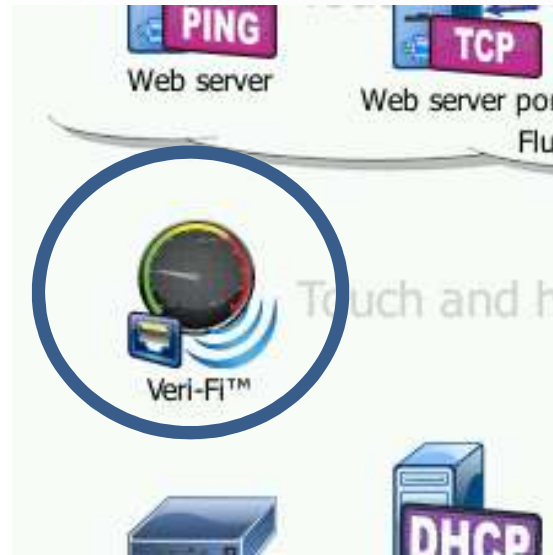 PING
TCP
Web server
Web server por
Flu
Touch and h
Veri-Fi™
DHCP